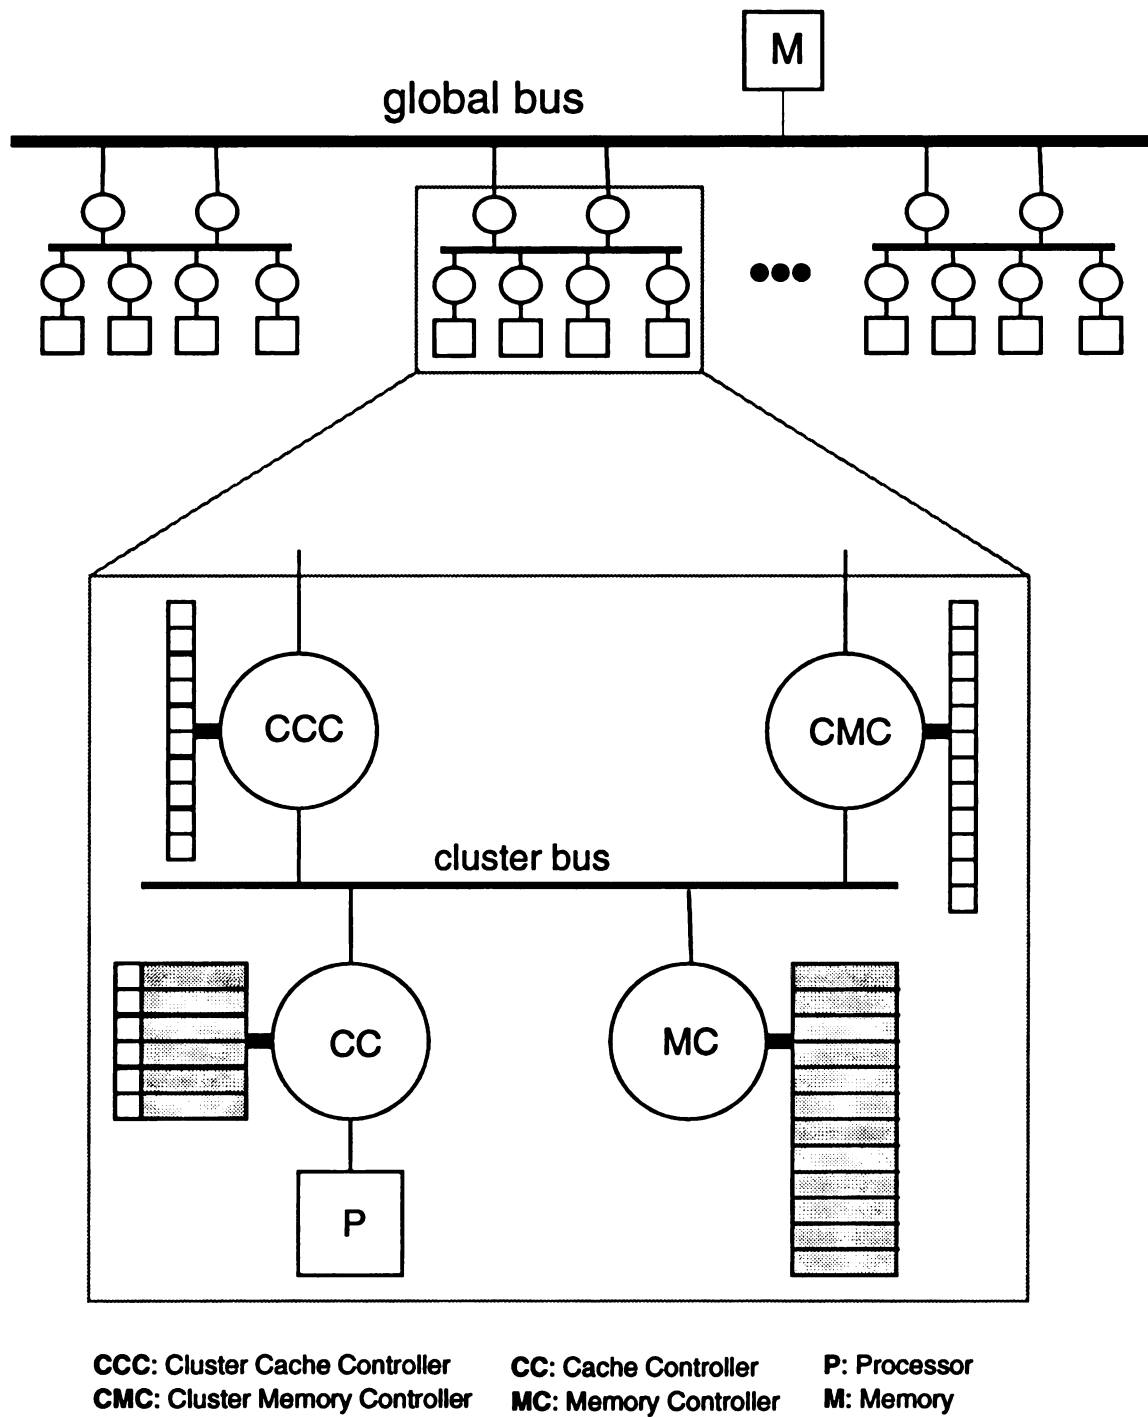 M
global bus
CCC
CMC
cluster bus
CC
MC
P
CCC: Cluster Cache Controller CC: Cache Controller P: Processor
CMC: Cluster Memory Controller MC: Memory Controller M: Memory